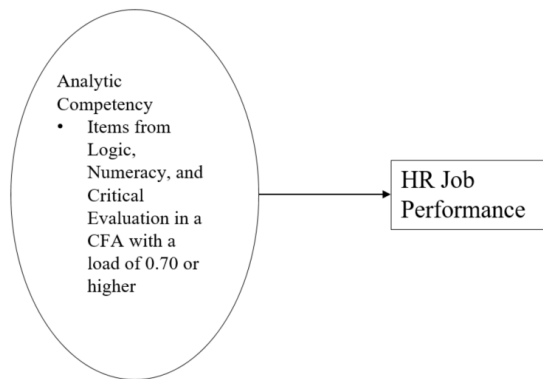 Analytic
Competency
• Items from
Logic,
Numeracy, and
Critical
Evaluation in a
CFA with a
load of 0.70 or
higher
HR Job
Performance